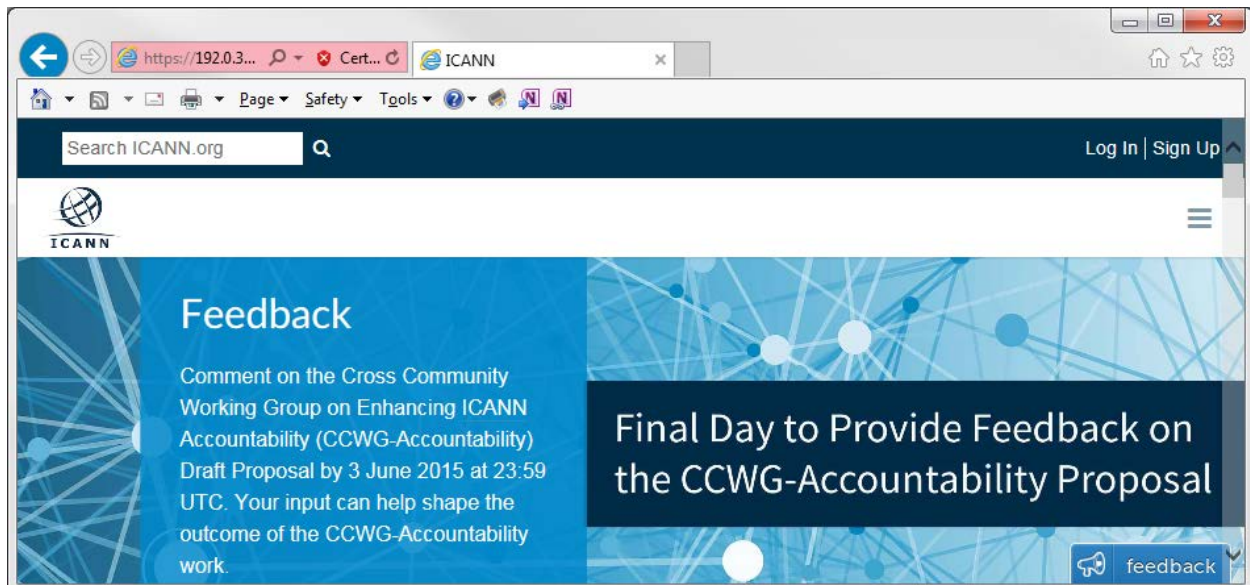 https://192.0.3... Cert... ICANN
Page Safety Tools
Search ICANN.org Log In | Sign Up
ICANN
Feedback
Comment on the Cross Community
Working Group on Enhancing ICANN
Accountability (CCWG-Accountability)
Draft Proposal by 3 June 2015 at 23:59
UTC. Your input can help shape the
outcome of the CCWG-Accountability
work.
Final Day to Provide Feedback on
the CCWG-Accountability Proposal
feedback